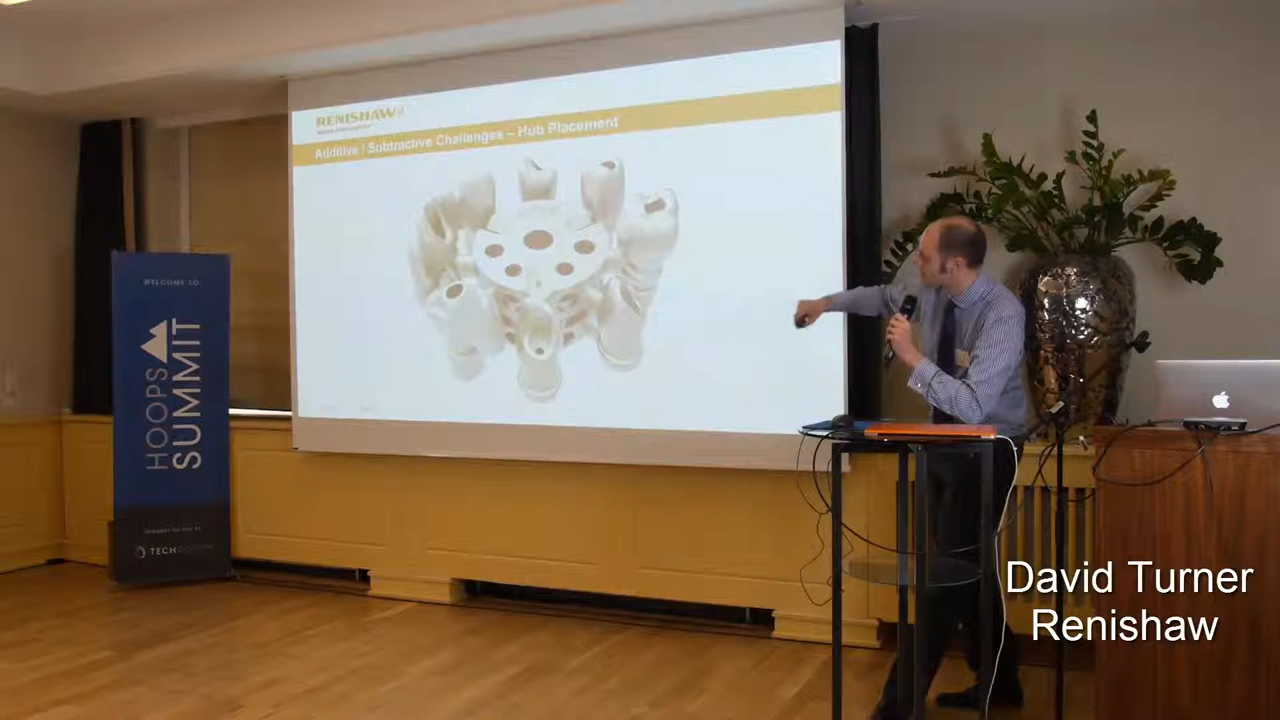 RENISHAW
Additive / Subtractive Challenges – Hub Placement
WELCOME TO
HOOPS
SUMMIT
TECH
David Turner
Renishaw